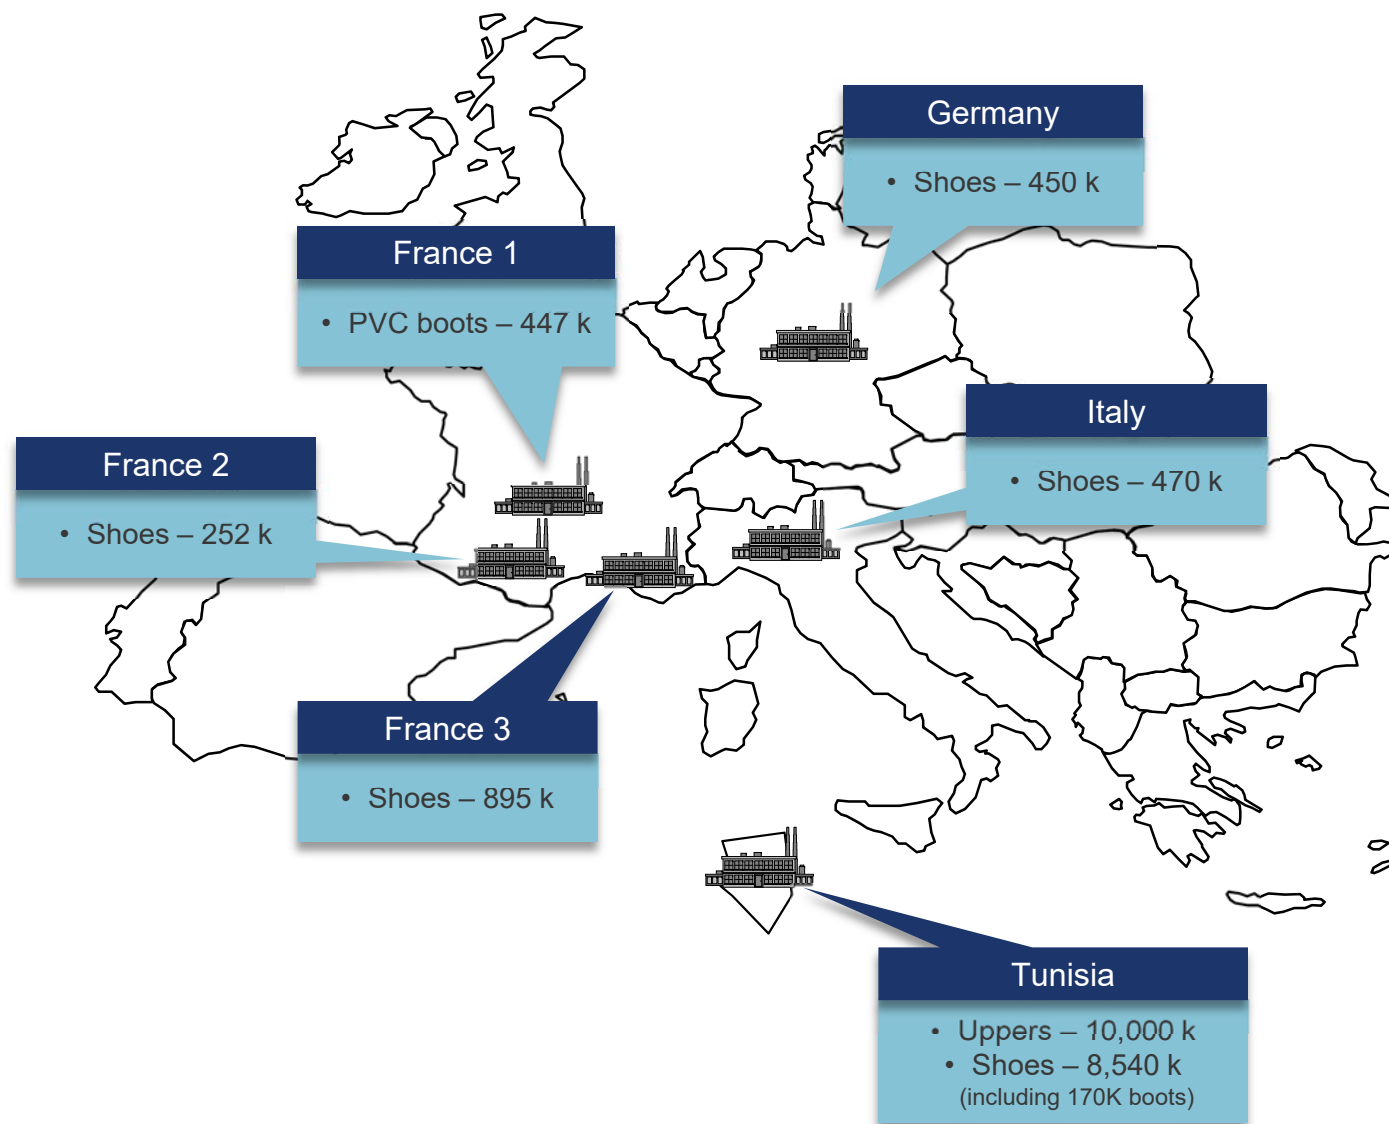 Germany
• Shoes – 450 k
France 1
• PVC boots – 447 k
Italy
• Shoes – 470 k
France 2
• Shoes – 252 k
France 3
• Shoes – 895 k
Tunisia
• Uppers – 10,000 k
• Shoes – 8,540 k
(including 170K boots)